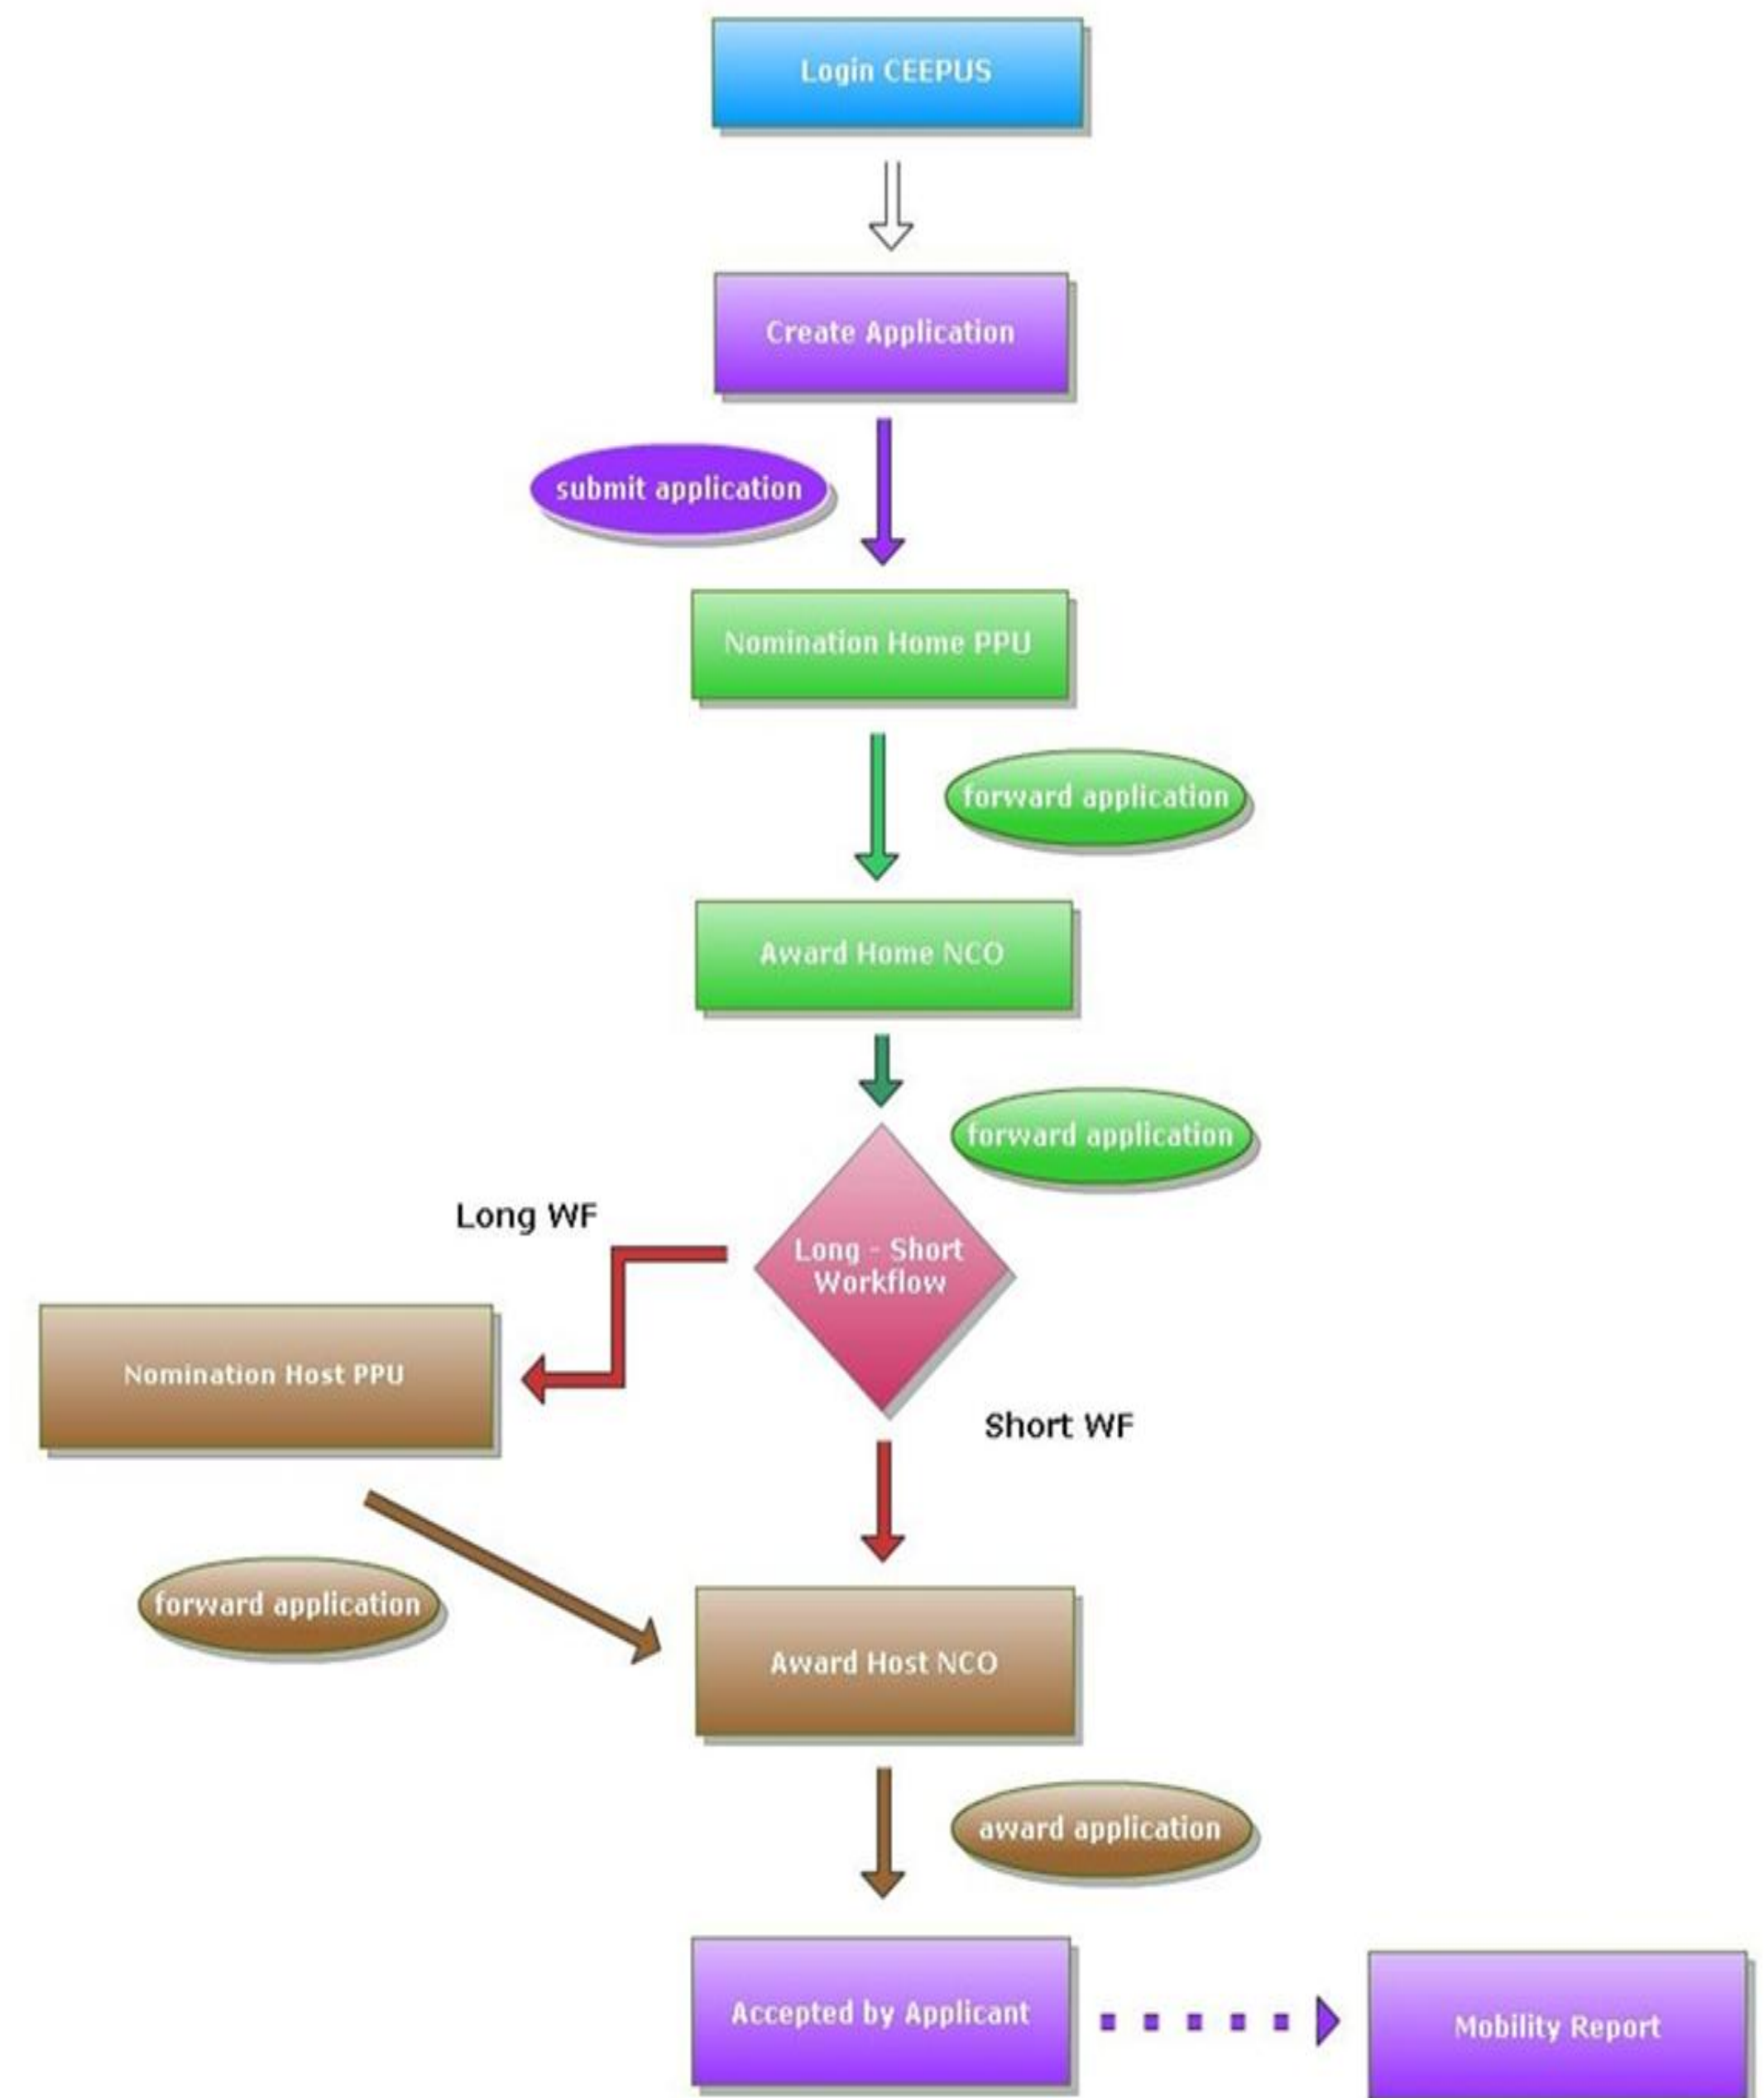 Login CEEPUS
Create Application
submit application
Nomination Home PPU
forward application
Award Home NCO
forward application
Long WF
Long - Short
Workflow
Nomination Host PPU
Short WF
forward application
Award Host NCO
award application
Accepted by Applicant
Mobility Report